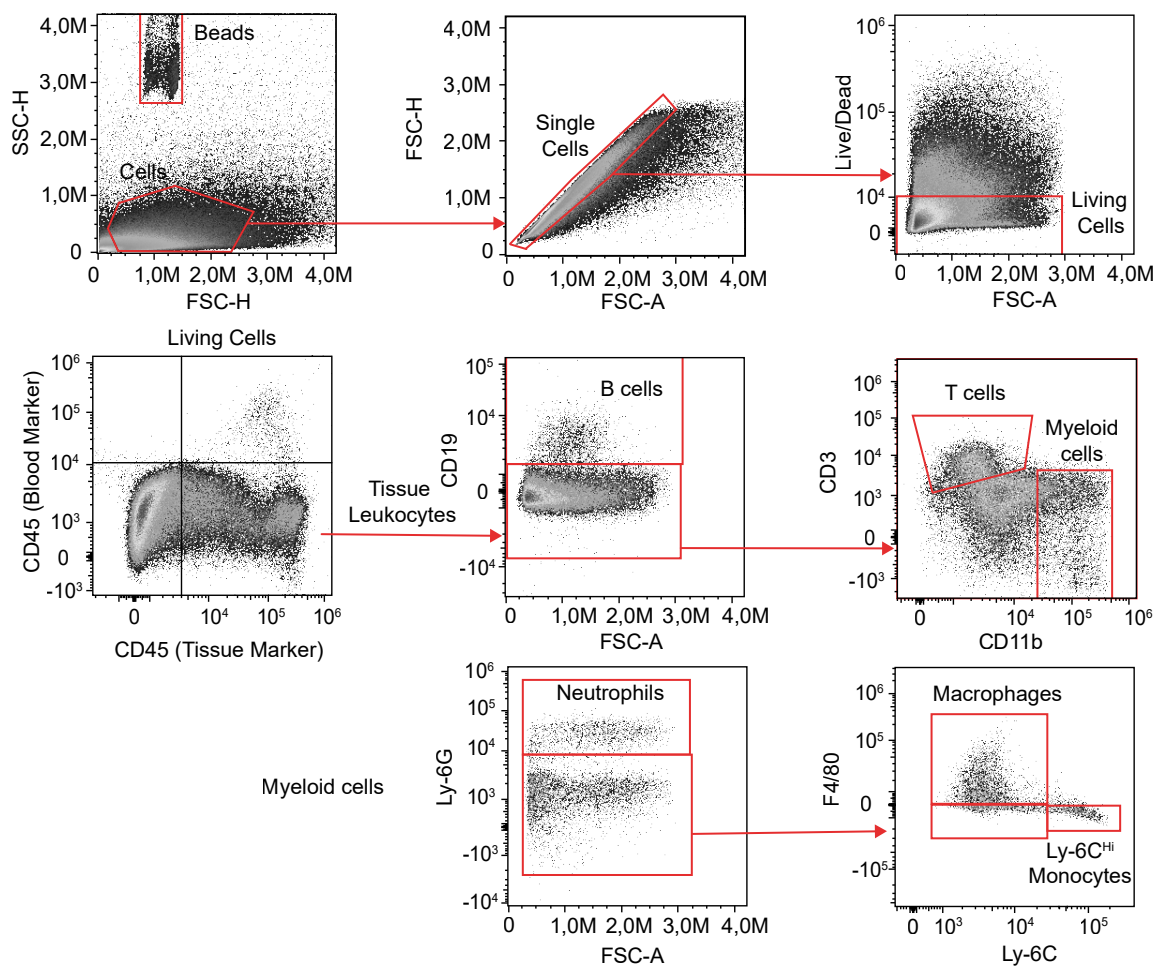 4,0M
3,0M
2,0M
1,0M
0
SSC-H
Beads
Cells
0 1,0M 2,0M 3,0M 4,0M
FSC-H
4,0M
3,0M
2,0M
1,0M
0
FSC-H
Single
Cells
0 1,0M 2,0M 3,0M 4,0M
FSC-A
10⁶
10⁵
10⁴
0
Live/Dead
Living
Cells
0 1,0M 2,0M 3,0M 4,0M
FSC-A
Living Cells
10⁶
10⁵
10⁴
10³
0
-10³
CD45 (Blood Marker)
0 10⁴ 10⁵ 10⁶
CD45 (Tissue Marker)
Tissue
Leukocytes
10⁵
10⁴
0
-10⁴
CD19
B cells
0 1,0M 2,0M 3,0M 4,0M
FSC-A
10⁶
10⁵
10⁴
10³
0
-10³
CD3
T cells
Myeloid
cells
0 10⁴ 10⁵ 10⁶
CD11b
Myeloid cells
10⁶
10⁵
10⁴
10³
-10³
-10⁴
Ly-6G
Neutrophils
0 1,0M 2,0M 3,0M 4,0M
FSC-A
10⁶
10⁵
0
-10⁵
F4/80
Macrophages
Ly-6Cᴴⁱ
Monocytes
0 10³ 10⁴ 10⁵
Ly-6C